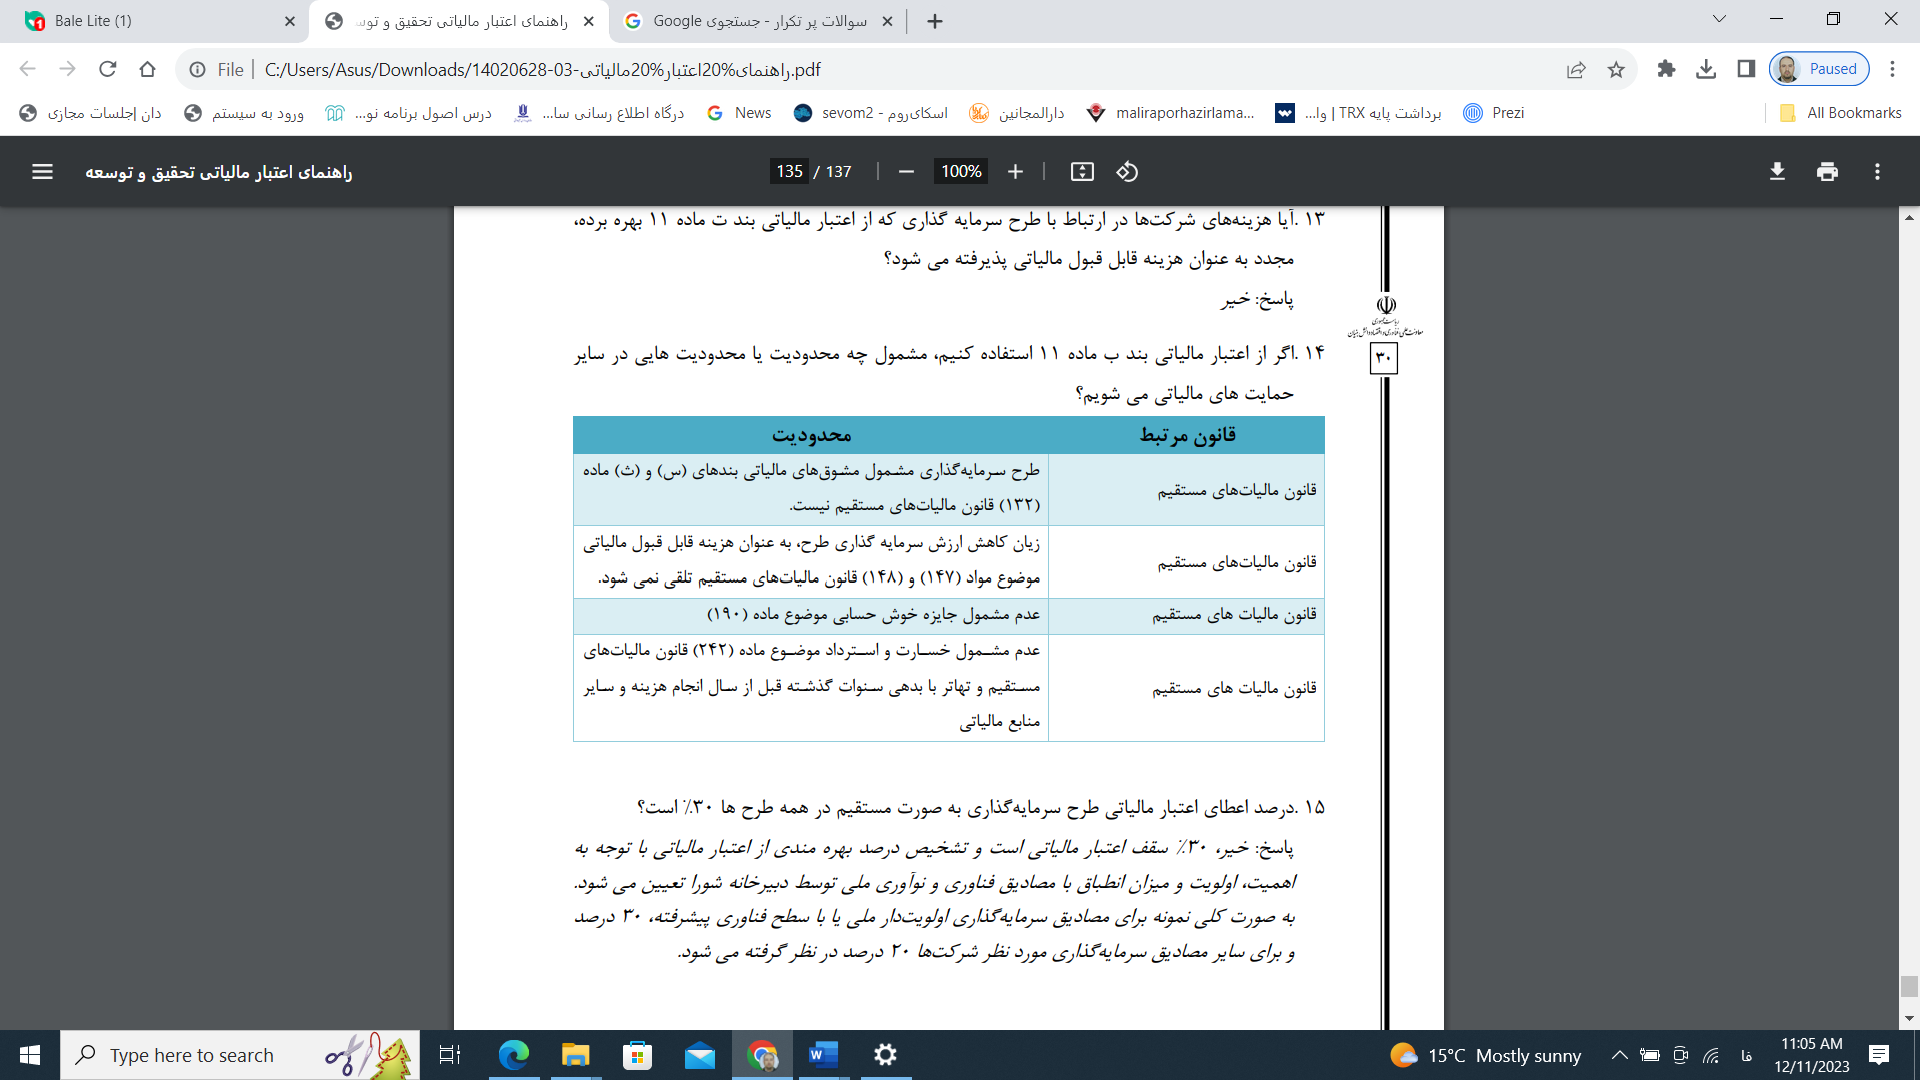 Bale Lite (1)
راهنمای اعتبار مالیاتی تحقیق و توس
سوالات پر تکرار - جستجوی Google
File
C:/Users/Asus/Downloads/14020628-03-راهنمای%20اعتبار%20مالیاتی.pdf
Paused
دان |جلسات مجازی
ورود به سیستم
درس اصول برنامه نو...
درگاه اطلاع رسانی سا...
News
sevom2 - اسکای‌روم
دارالمجانین
maliraporhazirlama...
برداشت پایه TRX | وا...
Prezi
All Bookmarks
راهنمای اعتبار مالیاتی تحقیق و توسعه
135 / 137
100%
۱۳ .آیا هزینه‌های شرکت‌ها در ارتباط با طرح سرمایه گذاری که از اعتبار مالیاتی بند ت ماده ۱۱ بهره برده،
مجدد به عنوان هزینه قابل قبول مالیاتی پذیرفته می شود؟
پاسخ: خیر
ریاست جمهوری
معاونت علمی، فناوری و اقتصاد دانش بنیان
۳۰
۱۴ .اگر از اعتبار مالیاتی بند ب ماده ۱۱ استفاده کنیم، مشمول چه محدودیت یا محدودیت هایی در سایر
حمایت های مالیاتی می شویم؟
قانون مرتبط
محدودیت
قانون مالیات‌های مستقیم
طرح سرمایه‌گذاری مشمول مشوق‌های مالیاتی بندهای (س) و (ث) ماده
(۱۳۲) قانون مالیات‌های مستقیم نیست.
قانون مالیات‌های مستقیم
زیان کاهش ارزش سرمایه گذاری طرح، به عنوان هزینه قابل قبول مالیاتی
موضوع مواد (۱۴۷) و (۱۴۸) قانون مالیات‌های مستقیم تلقی نمی شود.
قانون مالیات های مستقیم
عدم مشمول جایزه خوش حسابی موضوع ماده (۱۹۰)
قانون مالیات های مستقیم
عدم مشمول خسارت و استرداد موضوع ماده (۲۴۲) قانون مالیات‌های
مستقیم و تهاتر با بدهی سنوات گذشته قبل از سال انجام هزینه و سایر
منابع مالیاتی
۱۵ .درصد اعطای اعتبار مالیاتی طرح سرمایه‌گذاری به صورت مستقیم در همه طرح ها ۳۰٪ است؟
پاسخ: خیر، ۳۰٪ سقف اعتبار مالیاتی است و تشخیص درصد بهره مندی از اعتبار مالیاتی با توجه به
اهمیت، اولویت و میزان انطباق با مصادیق فناوری و نوآوری ملی توسط دبیرخانه شورا تعیین می شود.
به صورت کلی نمونه برای مصادیق سرمایه‌گذاری اولویت‌دار ملی یا با سطح فناوری پیشرفته، ۳۰ درصد
و برای سایر مصادیق سرمایه‌گذاری مورد نظر شرکت‌ها ۲۰ درصد در نظر گرفته می شود.
Type here to search
15°C Mostly sunny
فا
11:05 AM
12/11/2023